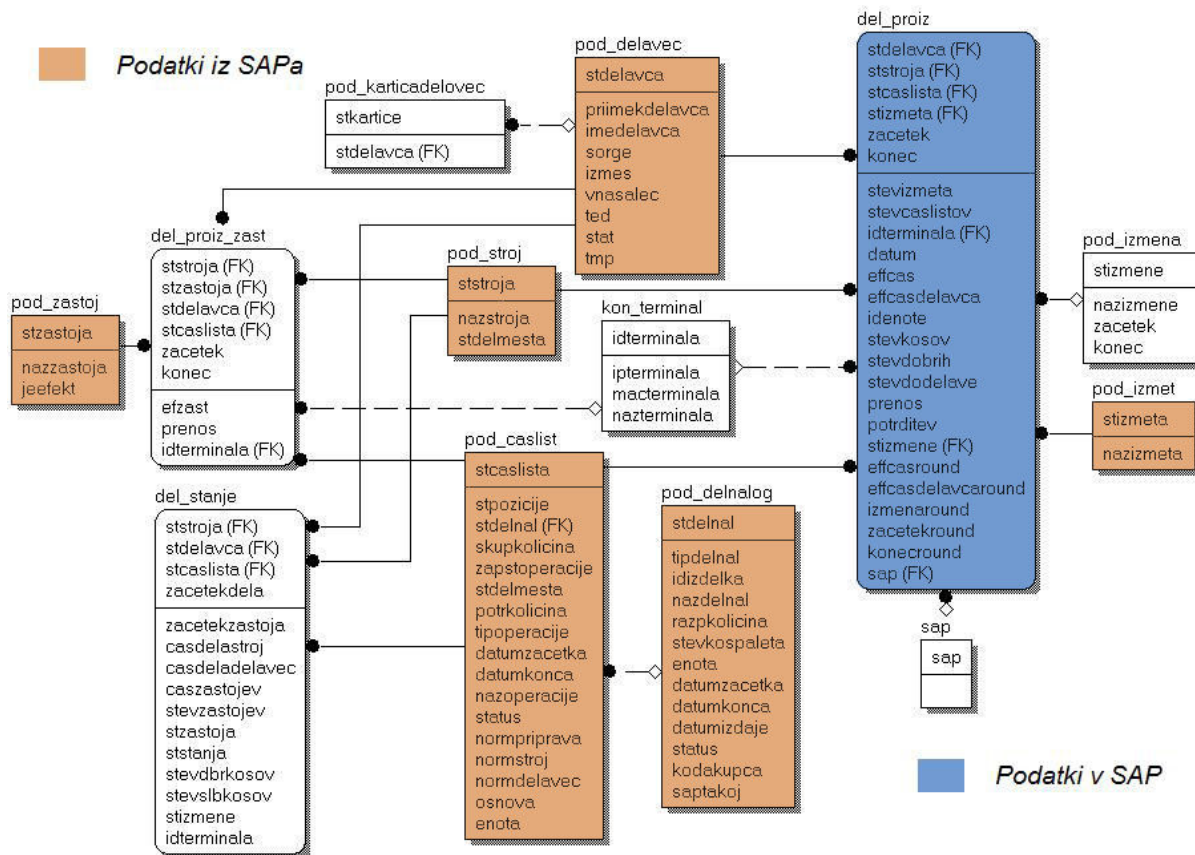 Podatki iz SAPa
pod_karticadelovec
stkartice
stdelavca (FK)
pod_delavec
stdelavca
priimekdelavca
imedelavca
sorge
izmes
vnasalec
ted
stat
tmp
del_proiz
stdelavca (FK)
ststroja (FK)
stcaslista (FK)
stizmeta (FK)
zacetek
konec
stevizmeta
stevcaslistov
idterminala (FK)
datum
effcas
effcasdelavca
idenote
stevkosov
stevdobrih
stevdodelave
prenos
potrditev
stizmene (FK)
effcasround
effcasdelavcaround
izmenaround
zacetekround
konecround
sap (FK)
del_proiz_zast
ststroja (FK)
stzastoja (FK)
stdelavca (FK)
stcaslista (FK)
zacetek
konec
efzast
prenos
idterminala (FK)
pod_zastoj
stzastoja
nazzastoja
jeefekt
pod_stroj
ststroja
nazstroja
stdelmesta
kon_terminal
idterminala
ipterminala
macterminala
nazterminala
pod_izmena
stizmene
nazizmene
zacetek
konec
pod_izmet
stizmeta
nazizmeta
del_stanje
ststroja (FK)
stdelavca (FK)
stcaslista (FK)
zacetekdela
zacetekzastoja
casdelastroj
casdeladelavec
caszastojev
stevzastojev
stzastoja
ststanja
stevdbrkosov
stevslbkosov
stizmene
idterminala
pod_caslist
stcaslista
stpozicije
stdelnal (FK)
skupkolicina
zapstoperacije
stdelmesta
potrkolicina
tipoperacije
datumzacetka
datumkonca
nazoperacije
status
normpriprava
normstroj
normdelavec
osnova
enota
pod_delnalog
stdelnal
tipdelnal
idizdelka
nazdelnal
razpkolicina
stevkospaleta
enota
datumzacetka
datumkonca
datumizdaje
status
kodakupca
saptakoj
sap
sap
Podatki v SAP